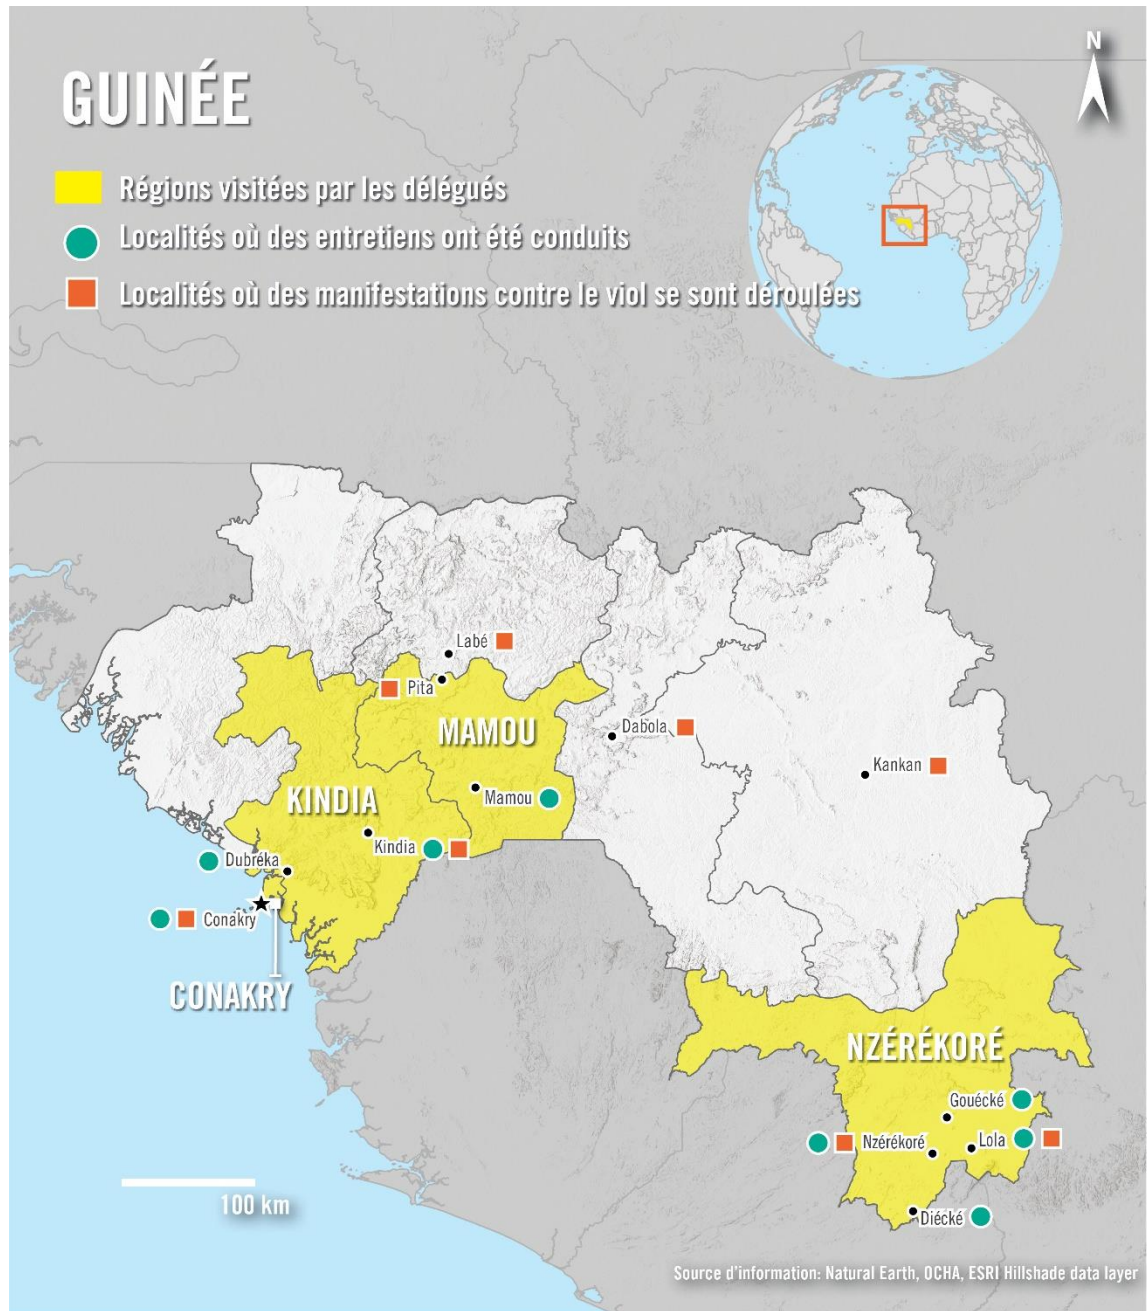 N
GUINÉE
Régions visitées par les délégués
Localités où des entretiens ont été conduits
Localités où des manifestations contre le viol se sont déroulées
Labé
Pita
MAMOU
Dabola
Kankan
KINDIA
Mamou
Kindia
Dubréka
Conakry
CONAKRY
NZÉRÉKORÉ
Gouécké
Nzérékoré
Lola
100 km
Diécké
Source d'information: Natural Earth, OCHA, ESRI Hillshade data layer